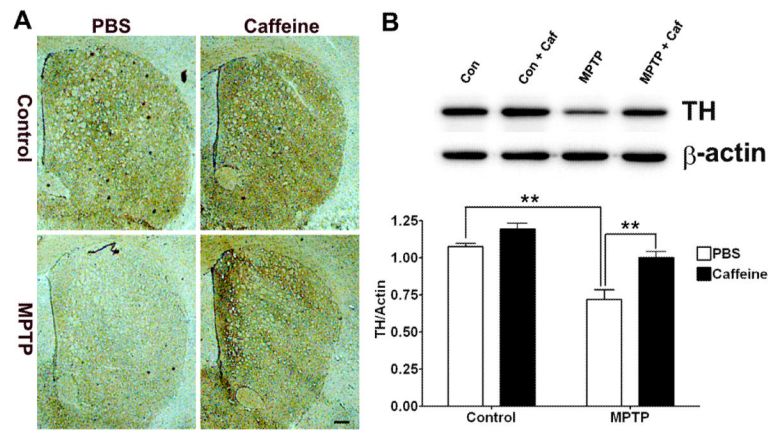 A
PBS
Caffeine
Control
MPTP
B
Con
Con + Caf
MPTP
MPTP + Caf
TH
β-actin
**
**
TH/Actin
1.25
1.00
0.75
0.50
0.25
0.00
Control
MPTP
PBS
Caffeine